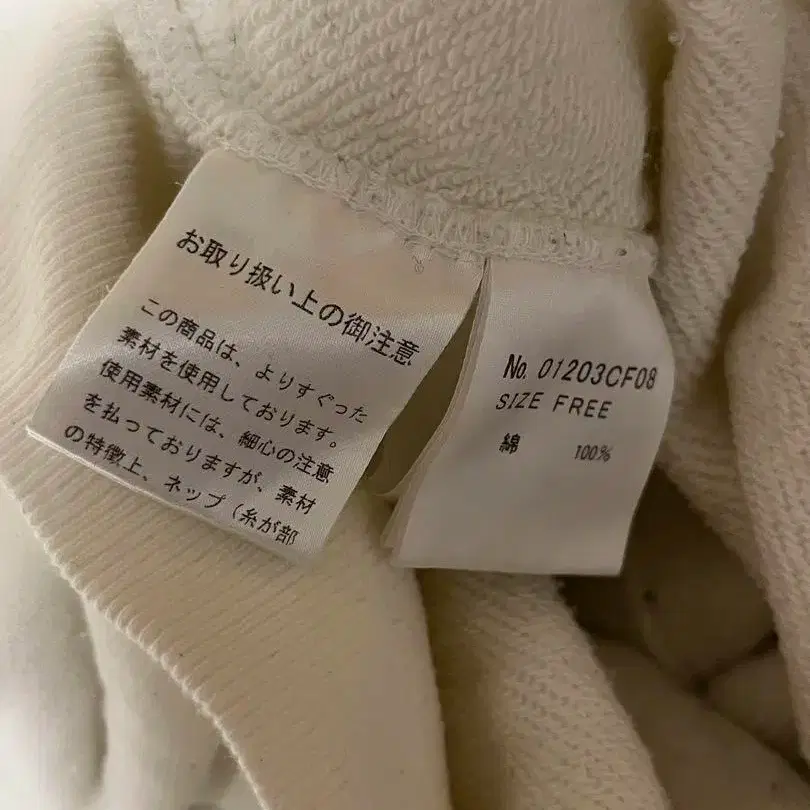 お取り扱い上の御注意
この商品は、よりすぐった
素材を使用しております。
使用素材には、細心の注意
を払っておりますが、素材
の特徴上、ネップ（糸が部
No. 01203CF08
SIZE FREE
綿 100%